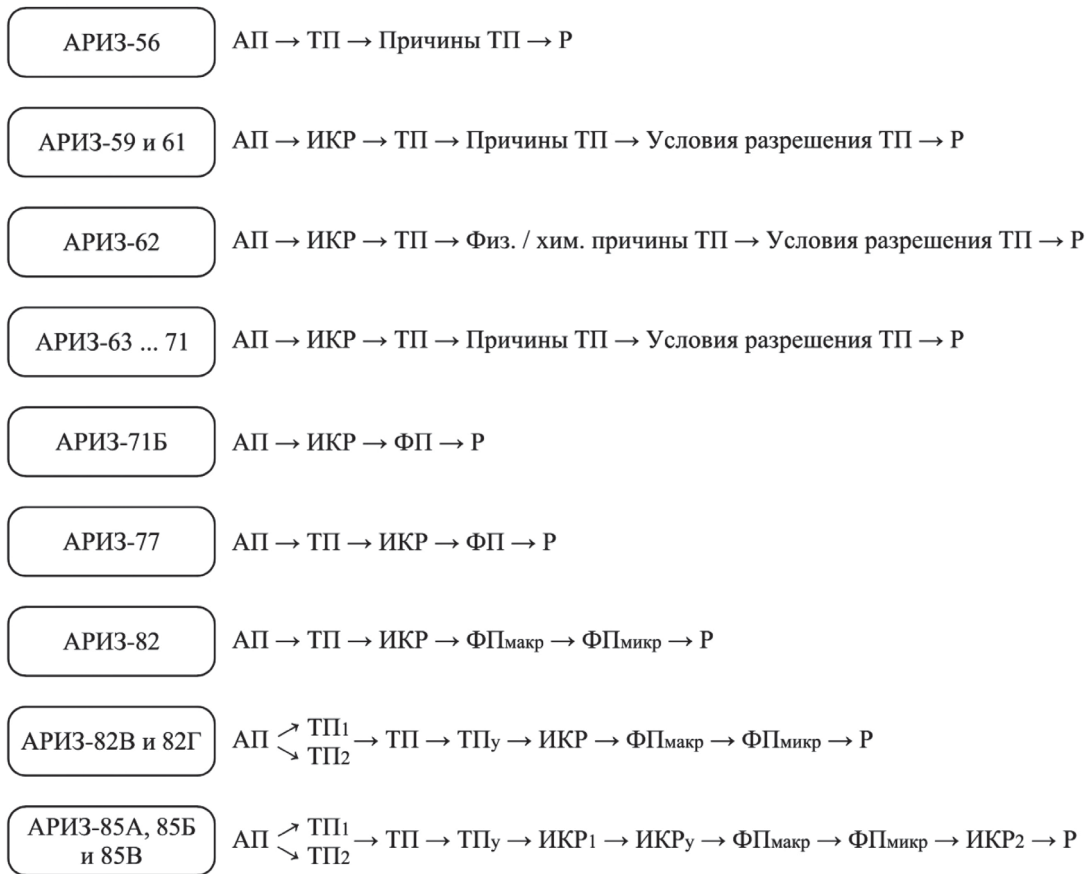 АРИЗ-56 АП → ТП → Причины ТП → Р
АРИЗ-59 и 61 АП → ИКР → ТП → Причины ТП → Условия разрешения ТП → Р
АРИЗ-62 АП → ИКР → ТП → Физ. / хим. причины ТП → Условия разрешения ТП → Р
АРИЗ-63 ... 71 АП → ИКР → ТП → Причины ТП → Условия разрешения ТП → Р
АРИЗ-71Б АП → ИКР → ФП → Р
АРИЗ-77 АП → ТП → ИКР → ФП → Р
АРИЗ-82 АП → ТП → ИКР → ФПмакр → ФПмикр → Р
АРИЗ-82В и 82Г АП ↗ ТП1 ↘ ТП2 → ТП → ТПу → ИКР → ФПмакр → ФПмикр → Р
АРИЗ-85А, 85Б
и 85В
АП ↗ ТП1 ↘ ТП2 → ТП → ТПу → ИКР1 → ИКРу → ФПмакр → ФПмикр → ИКР2 → Р